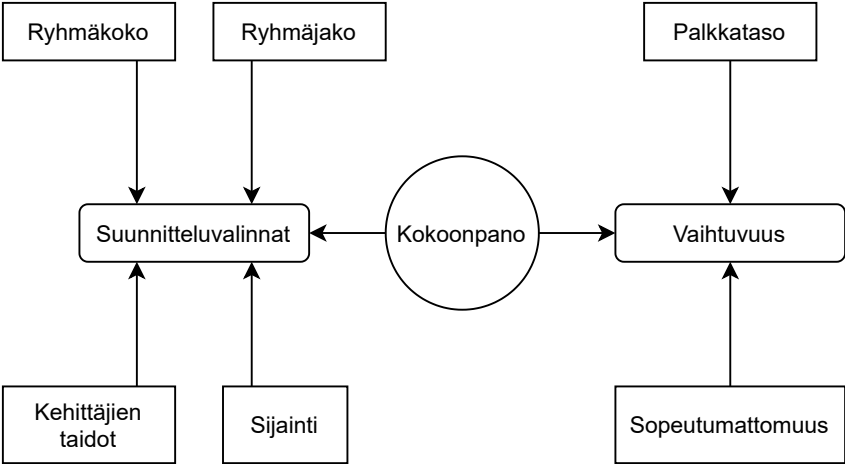 Ryhmäkoko
Ryhmäjako
Palkkataso
Suunnitteluvalinnat
Kokoonpano
Vaihtuvuus
Kehittäjien
taidot
Sijainti
Sopeutumattomuus